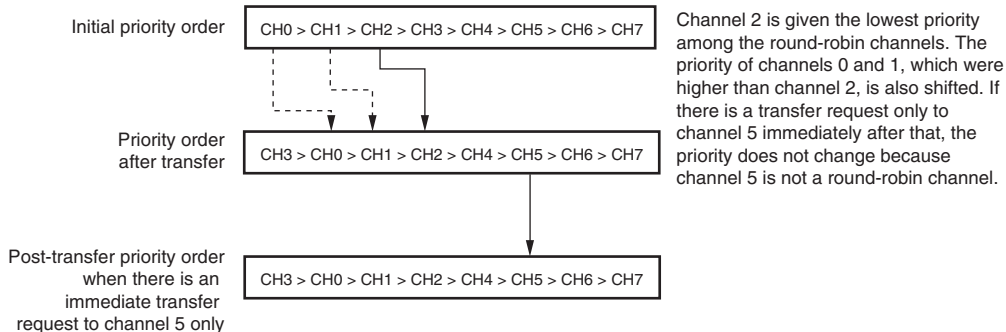 Initial priority order
CH0 > CH1 > CH2 > CH3 > CH4 > CH5 > CH6 > CH7
Channel 2 is given the lowest priority
among the round-robin channels. The
priority of channels 0 and 1, which were
higher than channel 2, is also shifted. If
there is a transfer request only to
channel 5 immediately after that, the
priority does not change because
channel 5 is not a round-robin channel.
Priority order
after transfer
CH3 > CH0 > CH1 > CH2 > CH4 > CH5 > CH6 > CH7
Post-transfer priority order
when there is an
immediate transfer
request to channel 5 only
CH3 > CH0 > CH1 > CH2 > CH4 > CH5 > CH6 > CH7